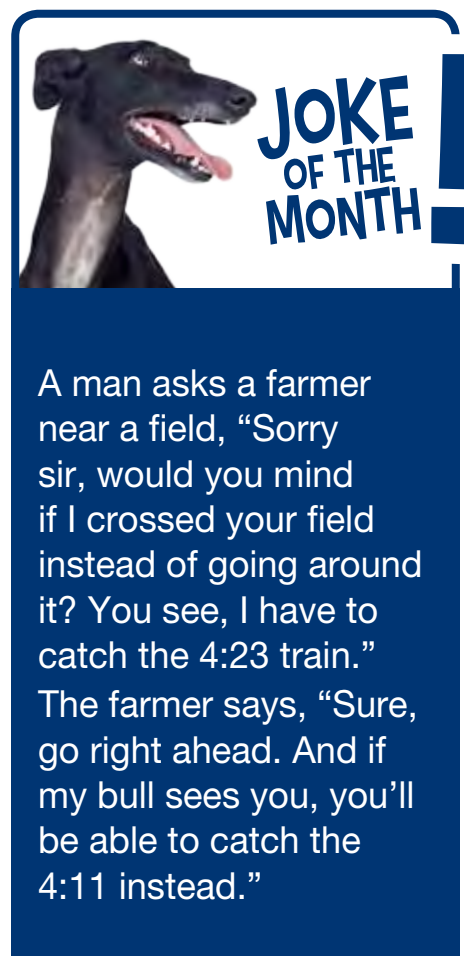 JOKE
OF THE
MONTH!
A man asks a farmer
near a field, “Sorry
sir, would you mind
if I crossed your field
instead of going around
it? You see, I have to
catch the 4:23 train.”
The farmer says, “Sure,
go right ahead. And if
my bull sees you, you’ll
be able to catch the
4:11 instead.”